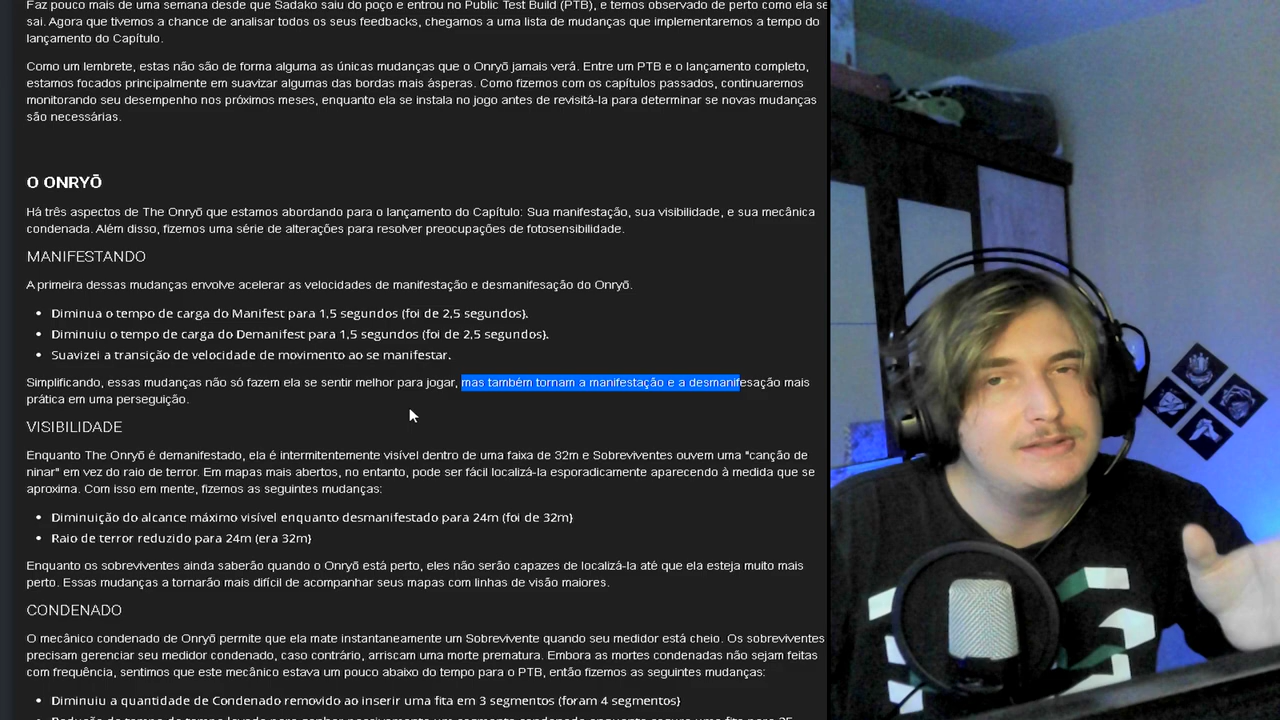 Faz pouco mais de uma semana desde que Sadako saiu do poço e entrou no Public Test Build (PTB), e temos observado de perto como ela se
sai. Agora que tivemos a chance de analisar todos os seus feedbacks, chegamos a uma lista de mudanças que implementaremos a tempo do
lançamento do Capítulo.
Como um lembrete, estas não são de forma alguma as únicas mudanças que o Onryō jamais verá. Entre um PTB e o lançamento completo,
estamos focados principalmente em suavizar algumas das bordas mais ásperas. Como fizemos com os capítulos passados, continuaremos
monitorando seu desempenho nos próximos meses, enquanto ela se instala no jogo antes de revisitá-la para determinar se novas mudanças
são necessárias.
O ONRYŌ
Há três aspectos de The Onryō que estamos abordando para o lançamento do Capítulo: Sua manifestação, sua visibilidade, e sua mecânica
condenada. Além disso, fizemos uma série de alterações para resolver preocupações de fotosensibilidade.
MANIFESTANDO
A primeira dessas mudanças envolve acelerar as velocidades de manifestação e desmanifesação do Onryō.
• Diminua o tempo de carga do Manifest para 1,5 segundos (foi de 2,5 segundos).
• Diminuiu o tempo de carga do Demanifest para 1,5 segundos (foi de 2,5 segundos).
• Suavizei a transição de velocidade de movimento ao se manifestar.
Simplificando, essas mudanças não só fazem ela se sentir melhor para jogar, mas também tornam a manifestação e a desmanifesação mais
prática em uma perseguição.
VISIBILIDADE
Enquanto The Onryō é demanifestado, ela é intermitentemente visível dentro de uma faixa de 32m e Sobreviventes ouvem uma "canção de
ninar" em vez do raio de terror. Em mapas mais abertos, no entanto, pode ser fácil localizá-la esporadicamente aparecendo à medida que se
aproxima. Com isso em mente, fizemos as seguintes mudanças:
• Diminuição do alcance máximo visível enquanto desmanifestado para 24m (foi de 32m)
• Raio de terror reduzido para 24m (era 32m)
Enquanto os sobreviventes ainda saberão quando o Onryō está perto, eles não serão capazes de localizá-la até que ela esteja muito mais
perto. Essas mudanças a tornarão mais difícil de acompanhar seus mapas com linhas de visão maiores.
CONDENADO
O mecânico condenado de Onryō permite que ela mate instantaneamente um Sobrevivente quando seu medidor está cheio. Os sobreviventes
precisam gerenciar seu medidor condenado, caso contrário, arriscam uma morte prematura. Embora as mortes condenadas não sejam feitas
com frequência, sentimos que este mecânico estava um pouco abaixo do tempo para o PTB, então fizemos as seguintes mudanças:
• Diminuiu a quantidade de Condenado removido ao inserir uma fita em 3 segmentos (foram 4 segmentos)